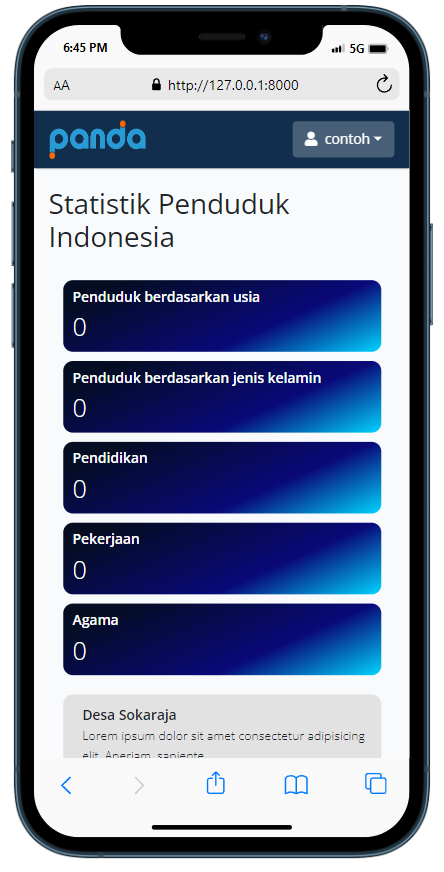 6:45 PM 5G
AA http://127.0.0.1:8000
panda contoh
Statistik Penduduk
Indonesia
Penduduk berdasarkan usia
0
Penduduk berdasarkan jenis kelamin
0
Pendidikan
0
Pekerjaan
0
Agama
0
Desa Sokaraja
Lorem ipsum dolor sit amet consectetur adipisicing
elit. Aperiam, sapiente